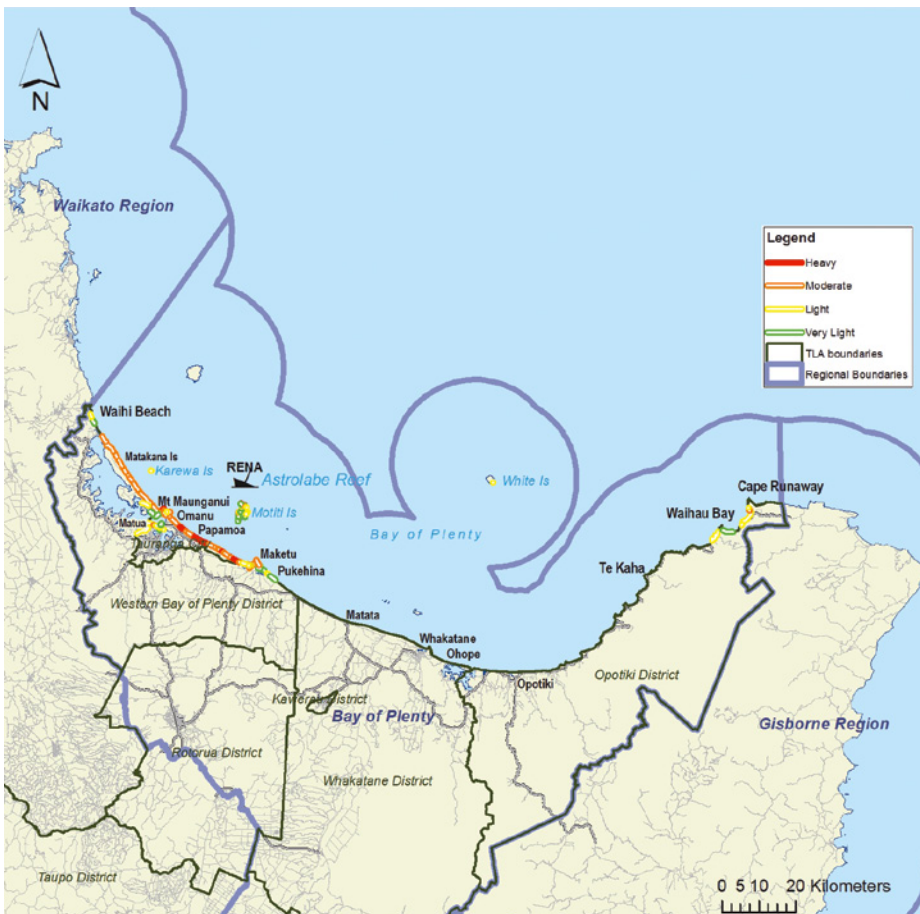 N
Waikato Region
Legend
Heavy
Moderate
Light
Very Light
TLA boundaries
Regional Boundaries
Waihi Beach
Matakana Is
Karewa Is
RENA
Astrolabe Reef
White Is
Cape Runaway
Mt Maunganui
Omanu
Motiti Is
Matua
Papamoa
Bay of Plenty
Waihau Bay
Maketu
Pukehina
Te Kaha
Western Bay of Plenty District
Matata
Whakatane
Ohope
Opotiki
Opotiki District
Kawerau District
Bay of Plenty
Gisborne Region
Rotorua District
Whakatane District
Taupo District
0 5 10 20 Kilometers